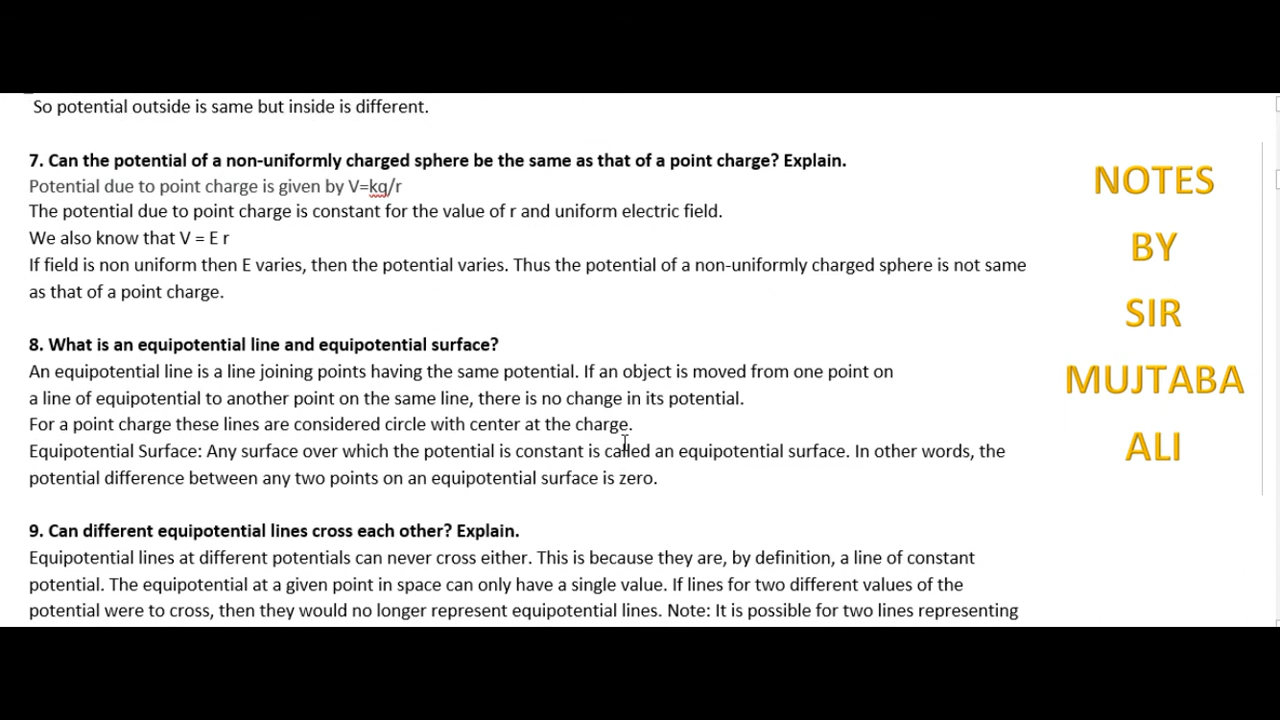 So potential outside is same but inside is different.
7. Can the potential of a non-uniformly charged sphere be the same as that of a point charge? Explain.
Potential due to point charge is given by V=kq/r
The potential due to point charge is constant for the value of r and uniform electric field.
We also know that V = E r
If field is non uniform then E varies, then the potential varies. Thus the potential of a non-uniformly charged sphere is not same
as that of a point charge.
8. What is an equipotential line and equipotential surface?
An equipotential line is a line joining points having the same potential. If an object is moved from one point on
a line of equipotential to another point on the same line, there is no change in its potential.
For a point charge these lines are considered circle with center at the charge.
Equipotential Surface: Any surface over which the potential is constant is called an equipotential surface. In other words, the
potential difference between any two points on an equipotential surface is zero.
9. Can different equipotential lines cross each other? Explain.
Equipotential lines at different potentials can never cross either. This is because they are, by definition, a line of constant
potential. The equipotential at a given point in space can only have a single value. If lines for two different values of the
potential were to cross, then they would no longer represent equipotential lines. Note: It is possible for two lines representing
NOTES
BY
SIR
MUJTABA
ALI